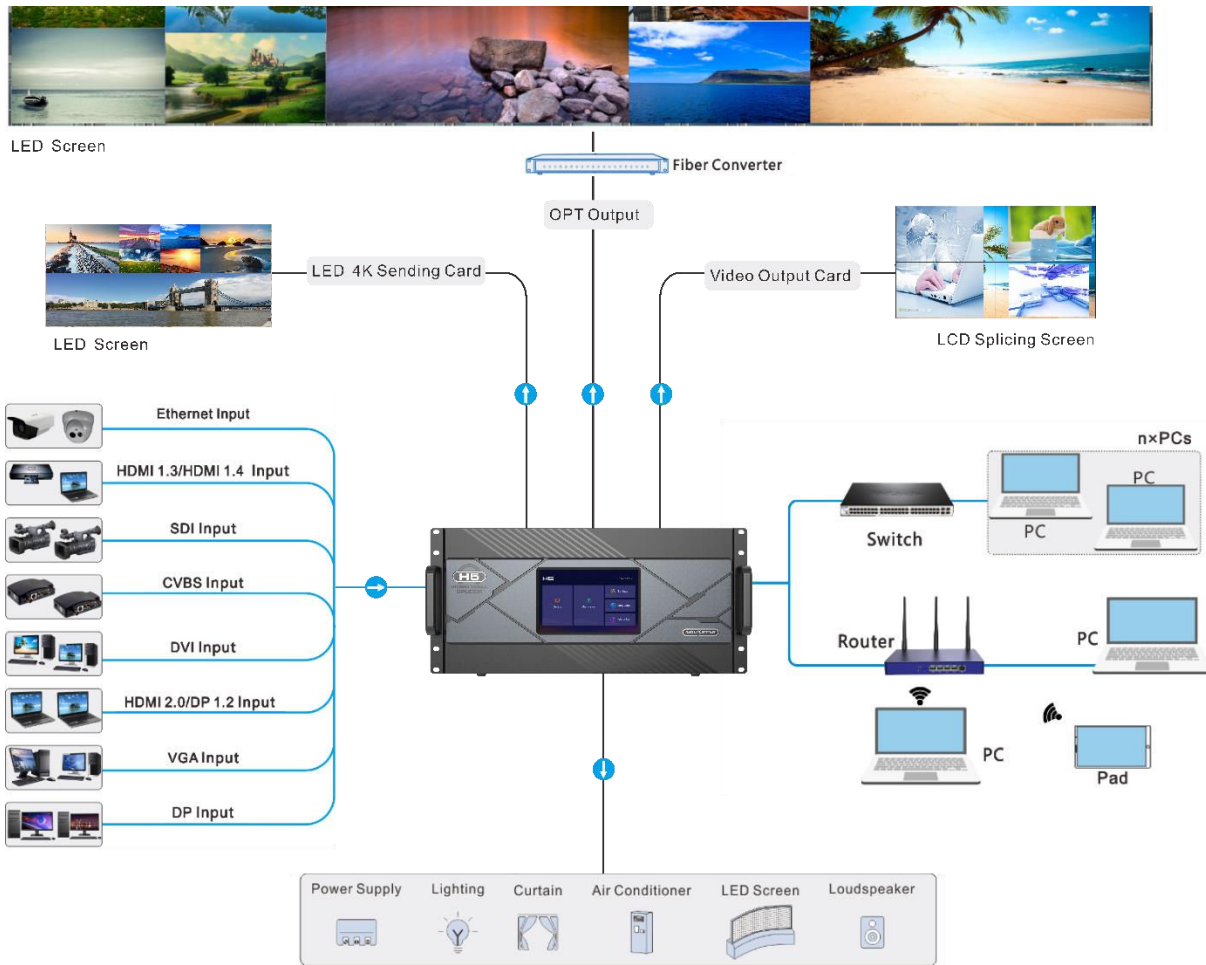 LED Screen
Fiber Converter
OPT Output
LED 4K Sending Card
Video Output Card
LED Screen
LCD Splicing Screen
Ethernet Input
HDMI 1.3/HDMI 1.4 Input
SDI Input
CVBS Input
DVI Input
HDMI 2.0/DP 1.2 Input
VGA Input
DP Input
H6
H6
n×PCs
PC
PC
Switch
Router
PC
PC
Pad
Power Supply
Lighting
Curtain
Air Conditioner
LED Screen
Loudspeaker